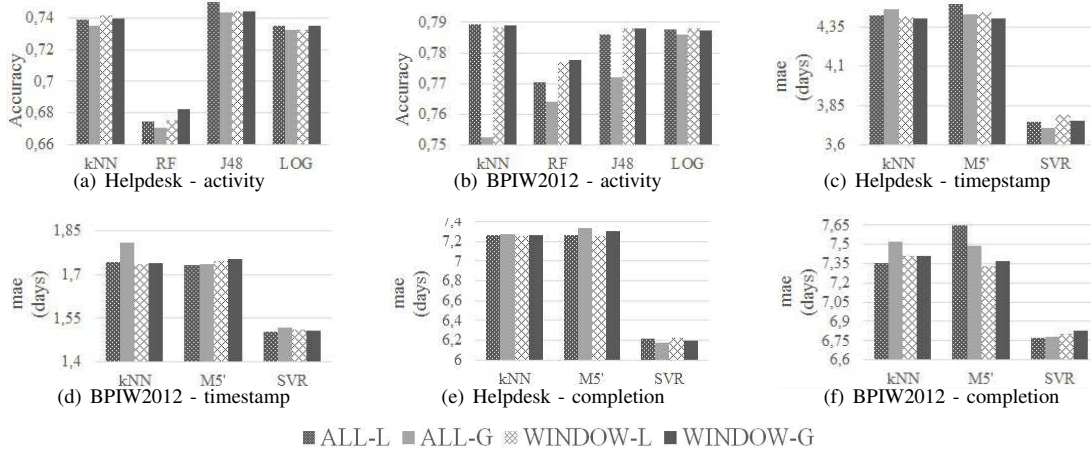 0,74
0,72
0,7
0,68
0,66
Accuracy
kNN RF J48 LOG
(a) Helpdesk - activity
0,79
0,78
0,77
0,76
0,75
Accuracy
kNN RF J48 LOG
(b) BPIW2012 - activity
4,35
4,1
3,85
3,6
mae
(days)
kNN M5' SVR
(c) Helpdesk - timepstamp
1,85
1,7
1,55
1,4
mae
(days)
kNN M5' SVR
(d) BPIW2012 - timestamp
7,4
7,2
7
6,8
6,6
6,4
6,2
6
mae
(days)
kNN M5' SVR
(e) Helpdesk - completion
7,65
7,5
7,35
7,2
7,05
6,9
6,75
6,6
mae
(days)
kNN M5' SVR
(f) BPIW2012 - completion
ALL-L ALL-G WINDOW-L WINDOW-G